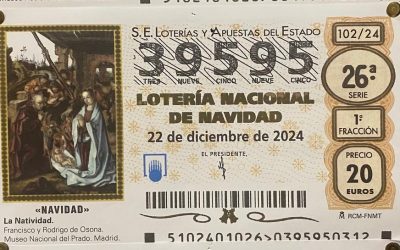 S.E. LOTERÍAS Y APUESTAS DEL ESTADO
102/24
39595
TRES NUEVE CINCO NUEVE CINCO
26ª
SERIE
LOTERÍA NACIONAL
DE NAVIDAD
1ª
FRACCIÓN
22 de diciembre de 2024
EL PRESIDENTE,
PRECIO
20
EUROS
«NAVIDAD»
La Natividad.
Francisco y Rodrigo de Osona.
Museo Nacional del Prado. Madrid.
RCM-FNMT
5102401026 0395950312